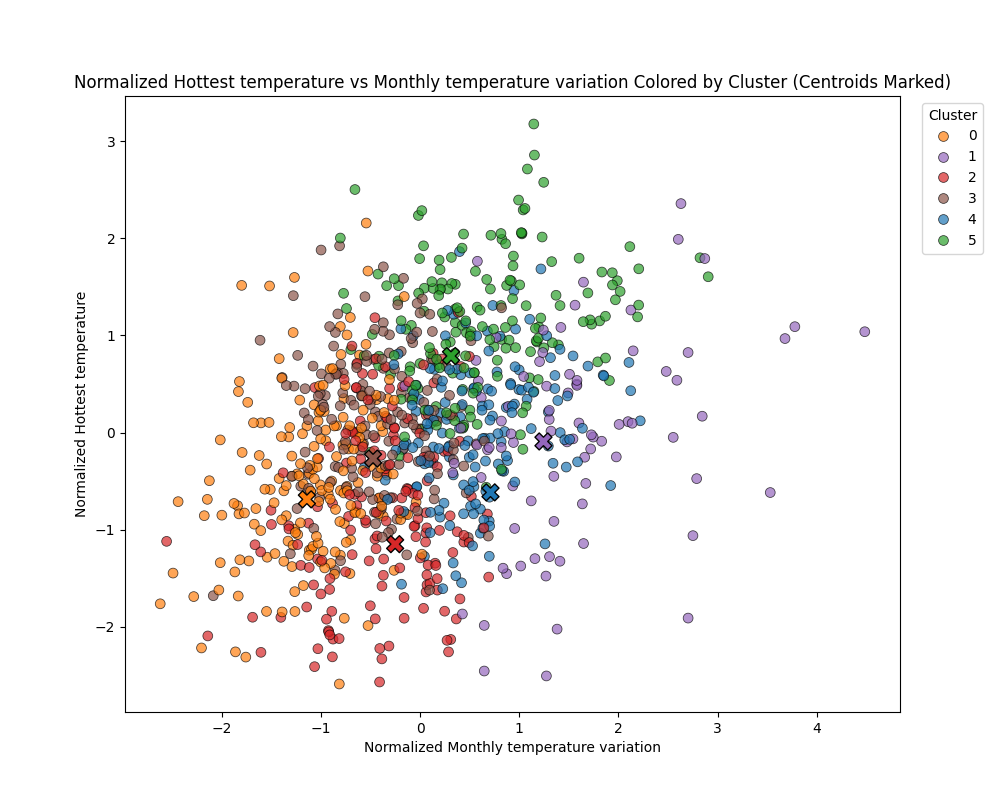 Normalized Hottest temperature vs Monthly temperature variation Colored by Cluster (Centroids Marked)
Cluster
0
1
2
3
4
5
Normalized Hottest temperature
3
2
1
0
−1
−2
−2 −1 0 1 2 3 4
Normalized Monthly temperature variation